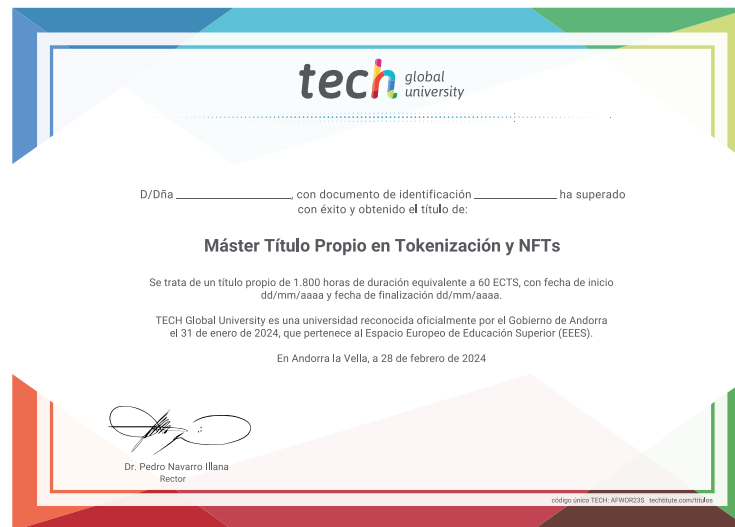 tech global university
D/Dña ______________, con documento de identificación ____________ ha superado
con éxito y obtenido el título de:
Máster Título Propio en Tokenización y NFTs
Se trata de un título propio de 1.800 horas de duración equivalente a 60 ECTS, con fecha de inicio
dd/mm/aaaa y fecha de finalización dd/mm/aaaa.
TECH Global University es una universidad reconocida oficialmente por el Gobierno de Andorra
el 31 de enero de 2024, que pertenece al Espacio Europeo de Educación Superior (EEES).
En Andorra la Vella, a 28 de febrero de 2024
Dr. Pedro Navarro Illana
Rector
código único TECH: AFWOR23S techtitute.com/titulos